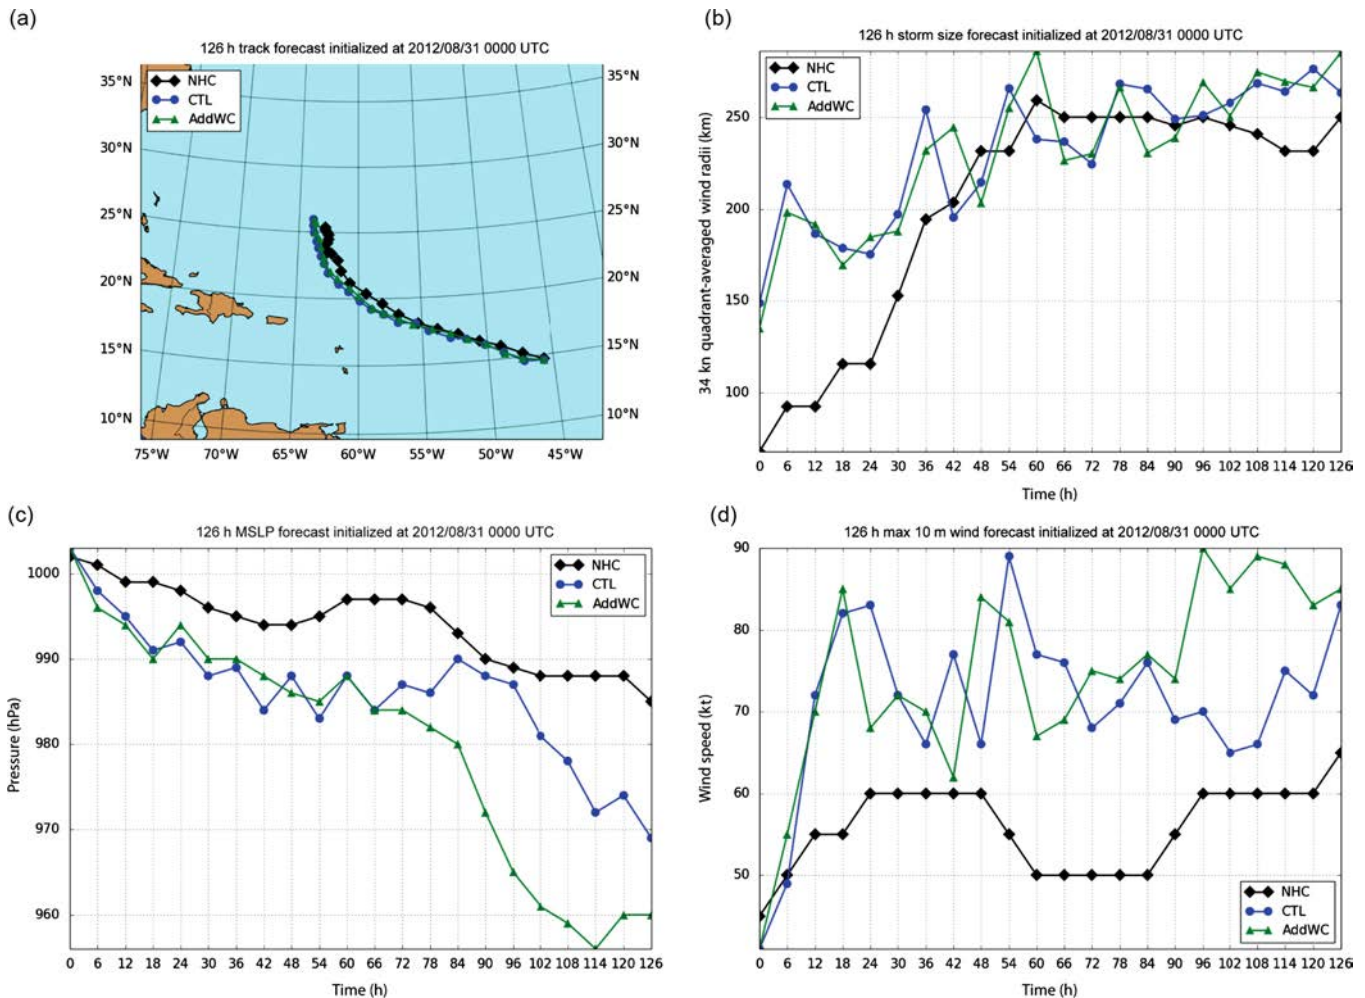 (a)
126 h track forecast initialized at 2012/08/31 0000 UTC
NHC
CTL
AddWC
35°N
30°N
25°N
20°N
15°N
10°N
35°N
30°N
25°N
20°N
15°N
10°N
75°W 70°W 65°W 60°W 55°W 50°W 45°W
(b)
126 h storm size forecast initialized at 2012/08/31 0000 UTC
NHC
CTL
AddWC
34 kn quadrant-averaged wind radii (km)
250
200
150
100
0 6 12 18 24 30 36 42 48 54 60 66 72 78 84 90 96 102 108 114 120 126
Time (h)
(c)
126 h MSLP forecast initialized at 2012/08/31 0000 UTC
NHC
CTL
AddWC
Pressure (hPa)
1000
990
980
970
960
0 6 12 18 24 30 36 42 48 54 60 66 72 78 84 90 96 102 108 114 120 126
Time (h)
(d)
126 h max 10 m wind forecast initialized at 2012/08/31 0000 UTC
Wind speed (kt)
90
80
70
60
50
NHC
CTL
AddWC
0 6 12 18 24 30 36 42 48 54 60 66 72 78 84 90 96 102 108 114 120 126
Time (h)